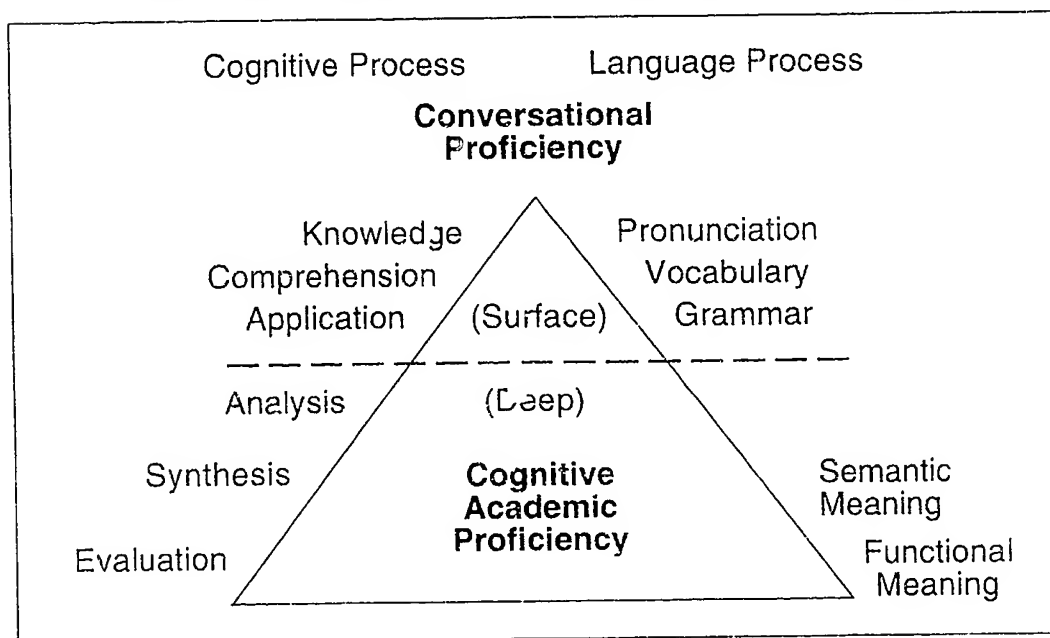 Cognitive Process Language Process
Conversational
Proficiency
Knowledge Pronunciation
Comprehension Vocabulary
Application (Surface) Grammar
Analysis (Deep)
Synthesis Cognitive Semantic
Academic Meaning
Proficiency
Evaluation Functional
Meaning